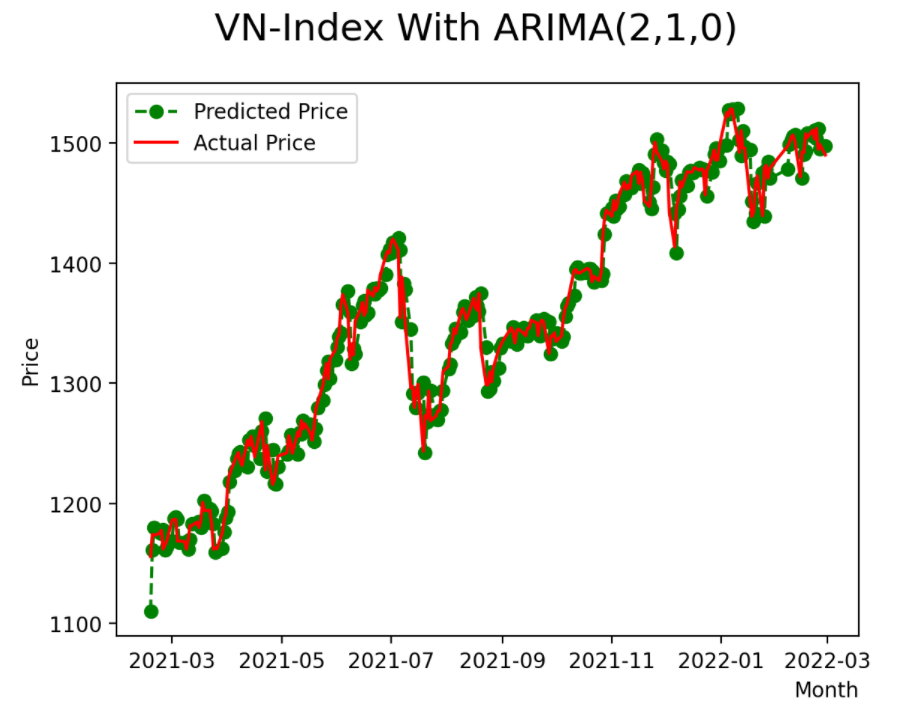 VN-Index With ARIMA(2,1,0)
Predicted Price
Actual Price
1500
1400
1300
1200
1100
Price
2021-03 2021-05 2021-07 2021-09 2021-11 2022-01 2022-03
Month